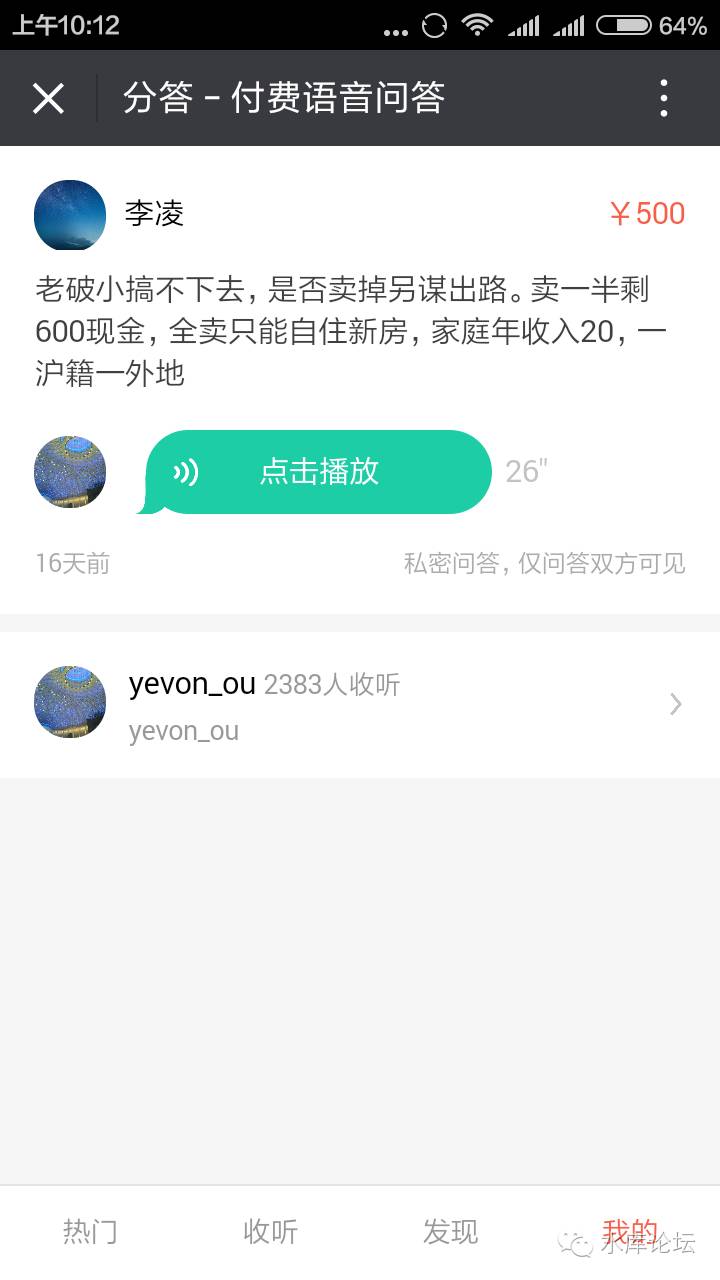 上午10:12
64%
分答 - 付费语音问答
李凌
￥500
老破小搞不下去，是否卖掉另谋出路。卖一半剩
600现金，全卖只能自住新房，家庭年收入20，一
沪籍一外地
点击播放
26"
16天前
私密问答，仅问答双方可见
yevon_ou 2383人收听
yevon_ou
热门
收听
发现
我的
水库论坛